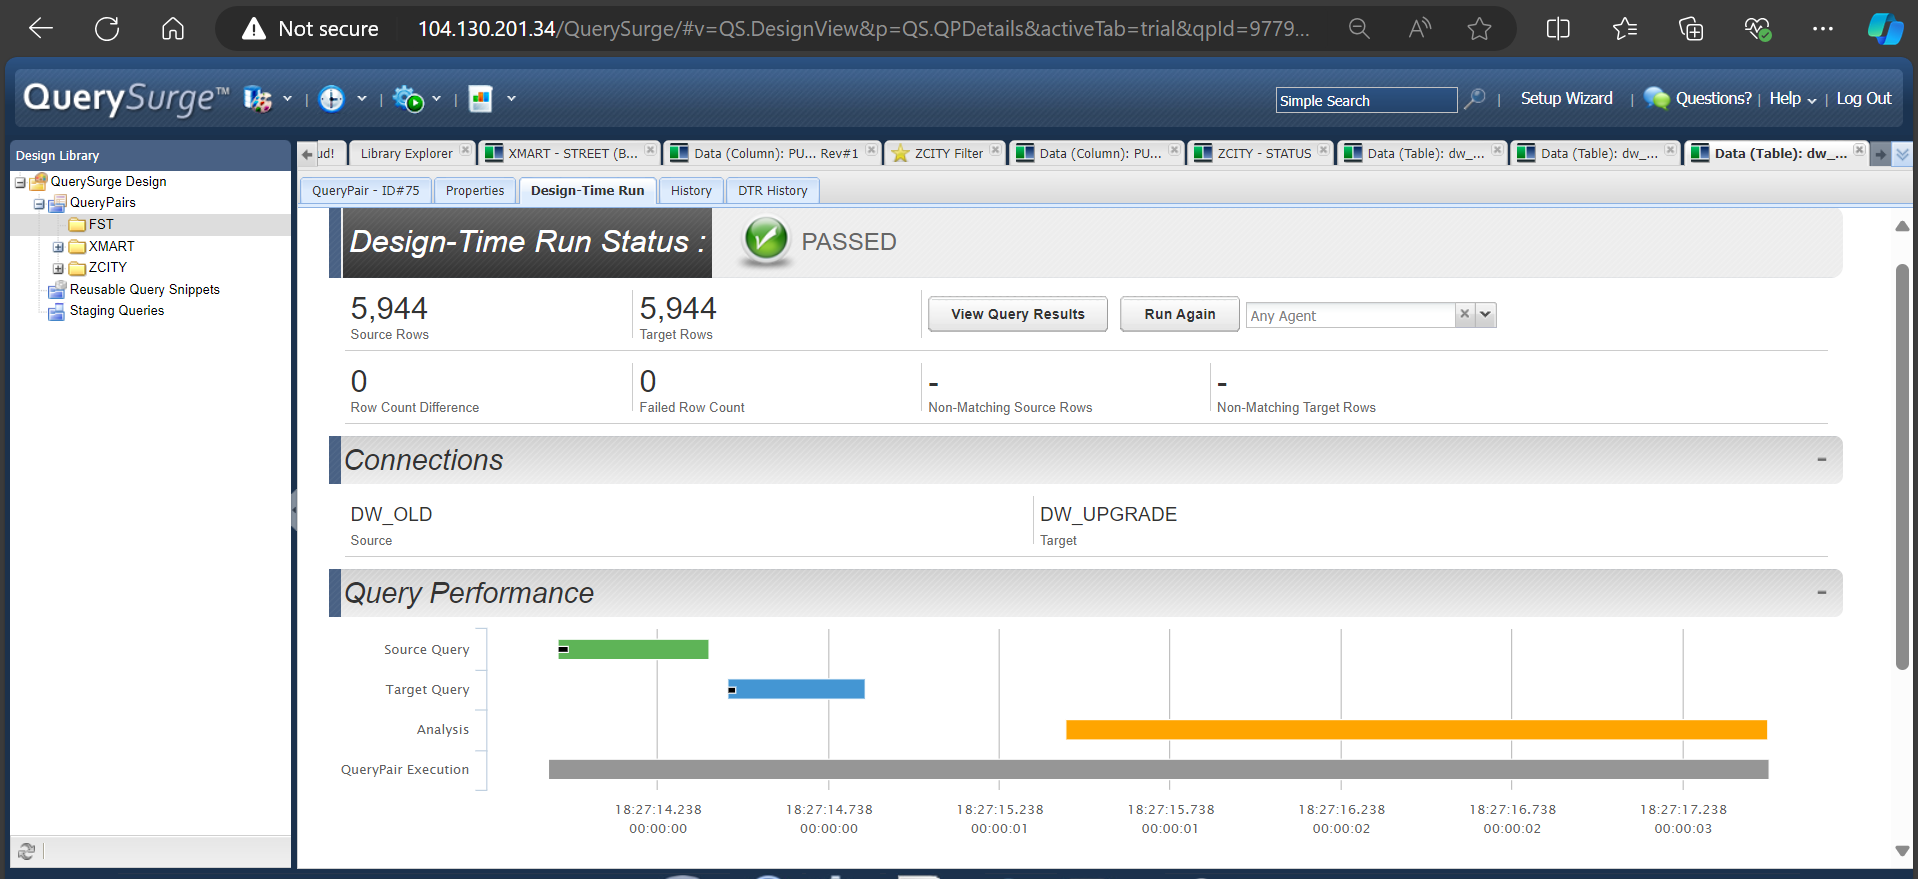 Not secure 104.130.201.34/QuerySurge/#v=QS.DesignView&p=QS.QPDetails&activeTab=trial&qpId=9779...
QuerySurge™ Simple Search Setup Wizard Questions? Help Log Out
Design Library
QuerySurge Design
QueryPairs
FST
XMART
ZCITY
Reusable Query Snippets
Staging Queries
ud! Library Explorer XMART - STREET (B... Data (Column): PU... Rev#1 ZCITY Filter Data (Column): PU... ZCITY - STATUS Data (Table): dw_... Data (Table): dw_... Data (Table): dw_...
QueryPair - ID#75 Properties Design-Time Run History DTR History
Design-Time Run Status : PASSED
5,944 5,944 View Query Results Run Again Any Agent
Source Rows Target Rows
0 0 - -
Row Count Difference Failed Row Count Non-Matching Source Rows Non-Matching Target Rows
Connections
DW_OLD DW_UPGRADE
Source Target
Query Performance
Source Query
Target Query
Analysis
QueryPair Execution
18:27:14.238 18:27:14.738 18:27:15.238 18:27:15.738 18:27:16.238 18:27:16.738 18:27:17.238
00:00:00 00:00:00 00:00:01 00:00:01 00:00:02 00:00:02 00:00:03